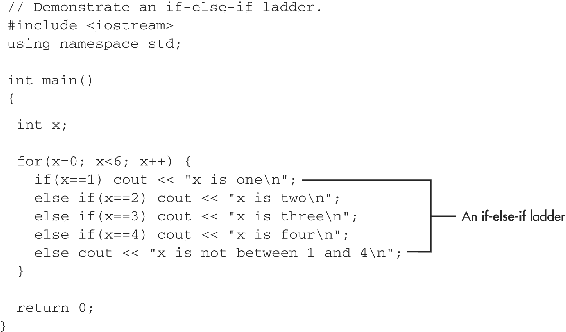 // Demonstrate an if-else-if ladder.
#include <iostream>
using namespace std;
int main()
{
int x;
for(x=0; x<6; x++) {
if(x==1) cout << "x is one\n";
else if(x==2) cout << "x is two\n";
else if(x==3) cout << "x is three\n";
else if(x==4) cout << "x is four\n";
else cout << "x is not between 1 and 4\n";
}
return 0;
}
An if-else-if ladder